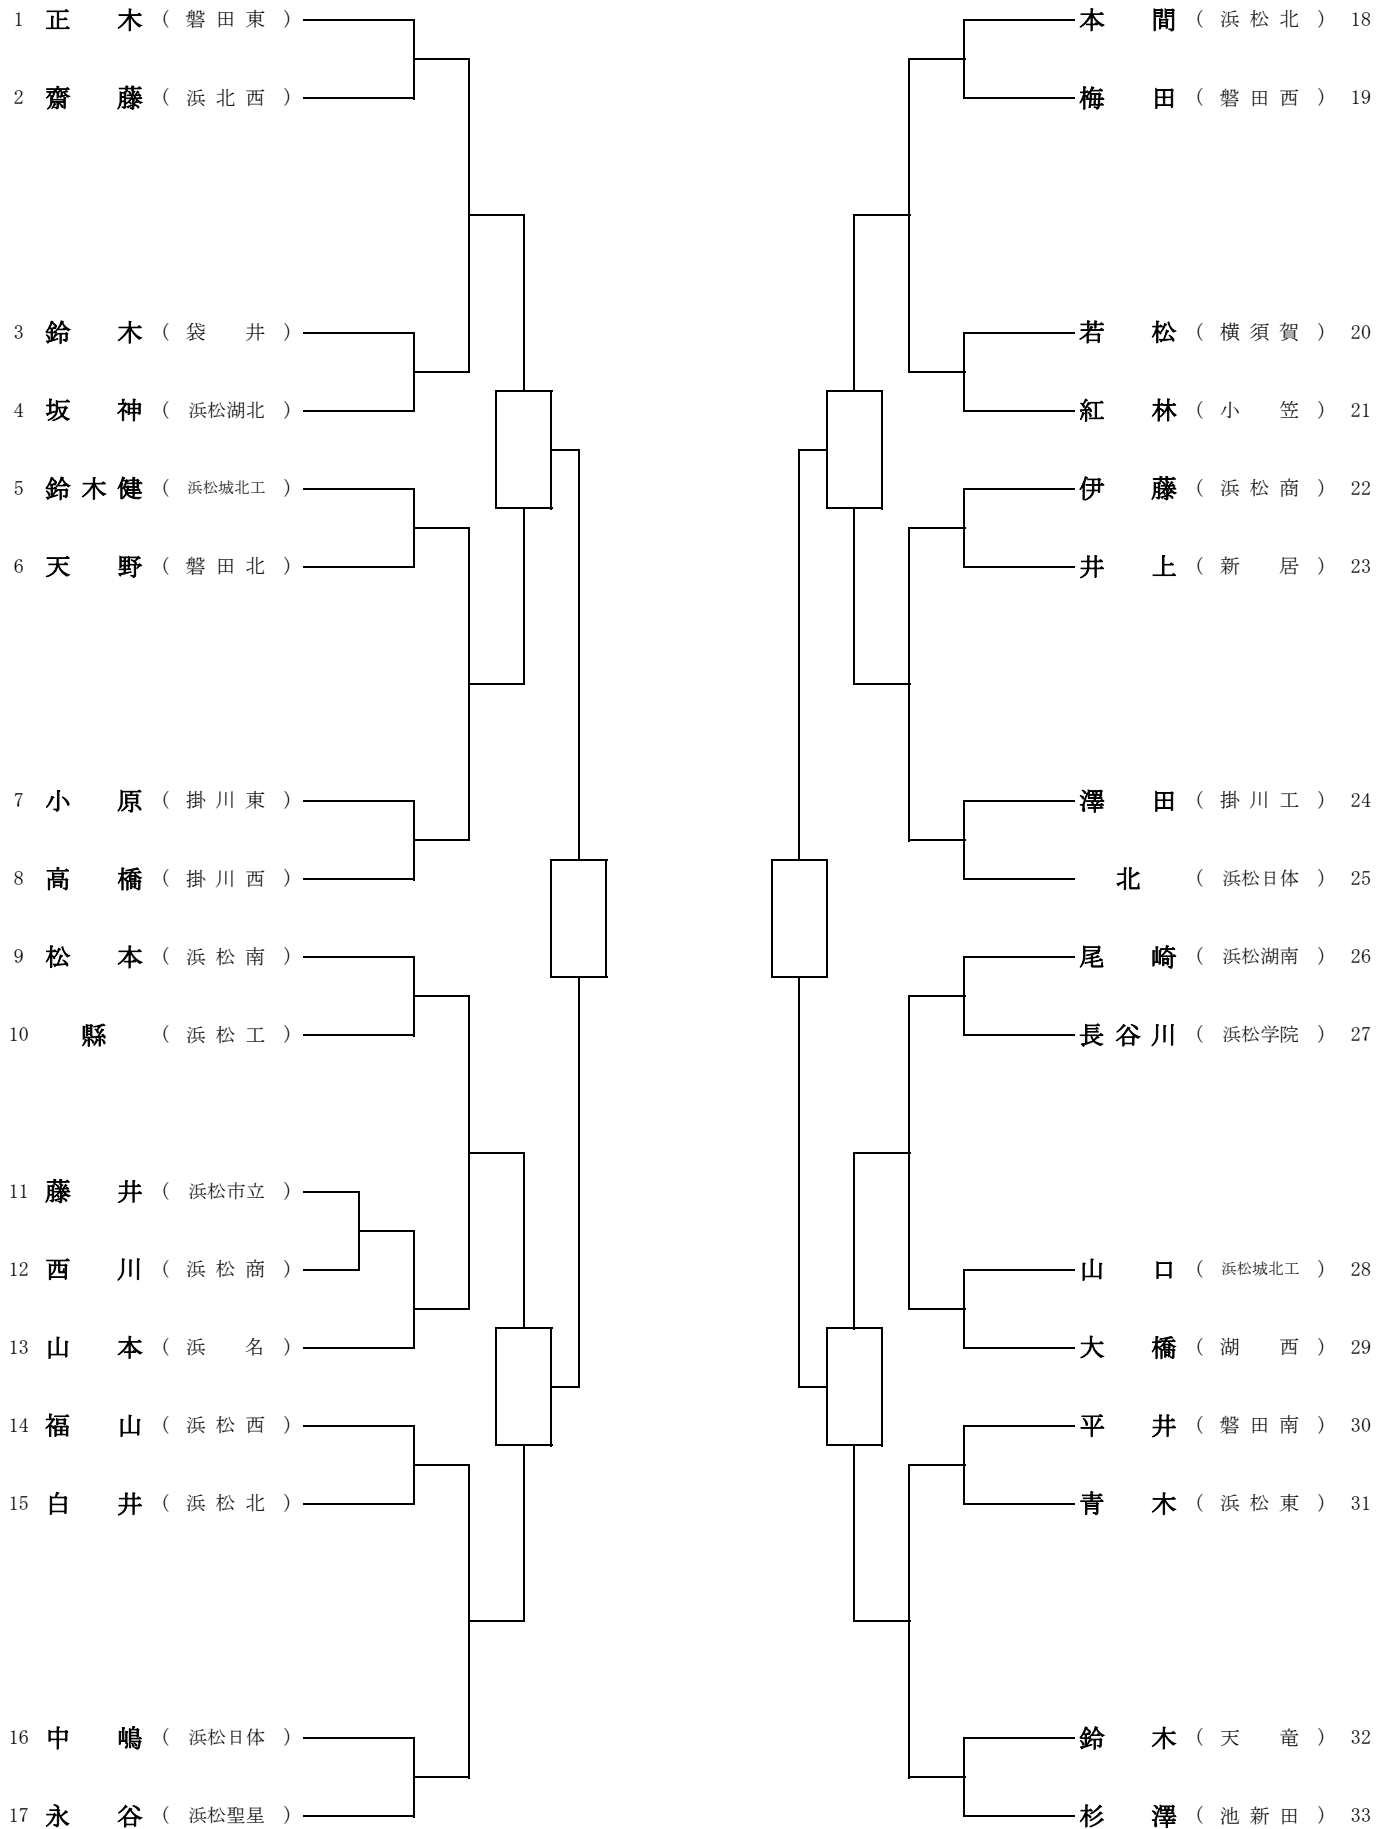 1 正木 (磐田東)
2 齋藤 (浜北西)
3 鈴木 (袋井)
4 坂神 (浜松湖北)
5 鈴木健 (浜松城北工)
6 天野 (磐田北)
7 小原 (掛川東)
8 高橋 (掛川西)
9 松本 (浜松南)
10 縣 (浜松工)
11 藤井 (浜松市立)
12 西川 (浜松商)
13 山本 (浜名)
14 福山 (浜松西)
15 白井 (浜松北)
16 中嶋 (浜松日体)
17 永谷 (浜松聖星)
本間 (浜松北) 18
梅田 (磐田西) 19
若松 (横須賀) 20
紅林 (小笠) 21
伊藤 (浜松商) 22
井上 (新居) 23
澤田 (掛川工) 24
北 (浜松日体) 25
尾崎 (浜松湖南) 26
長谷川 (浜松学院) 27
山口 (浜松城北工) 28
大橋 (湖西) 29
平井 (磐田南) 30
青木 (浜松東) 31
鈴木 (天竜) 32
杉澤 (池新田) 33